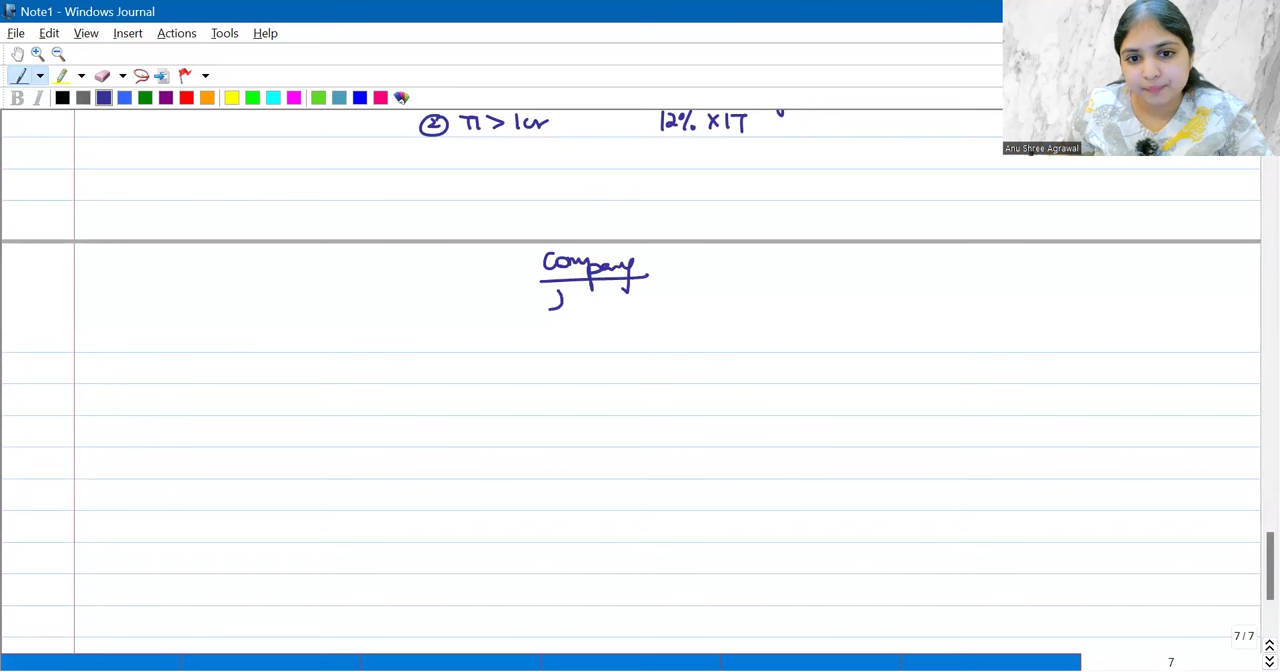 Note1 - Windows Journal
File Edit View Insert Actions Tools Help
B I
② TI > 1cr 12% X IT
Anu Shree Agrawal
Company
7 / 7
7